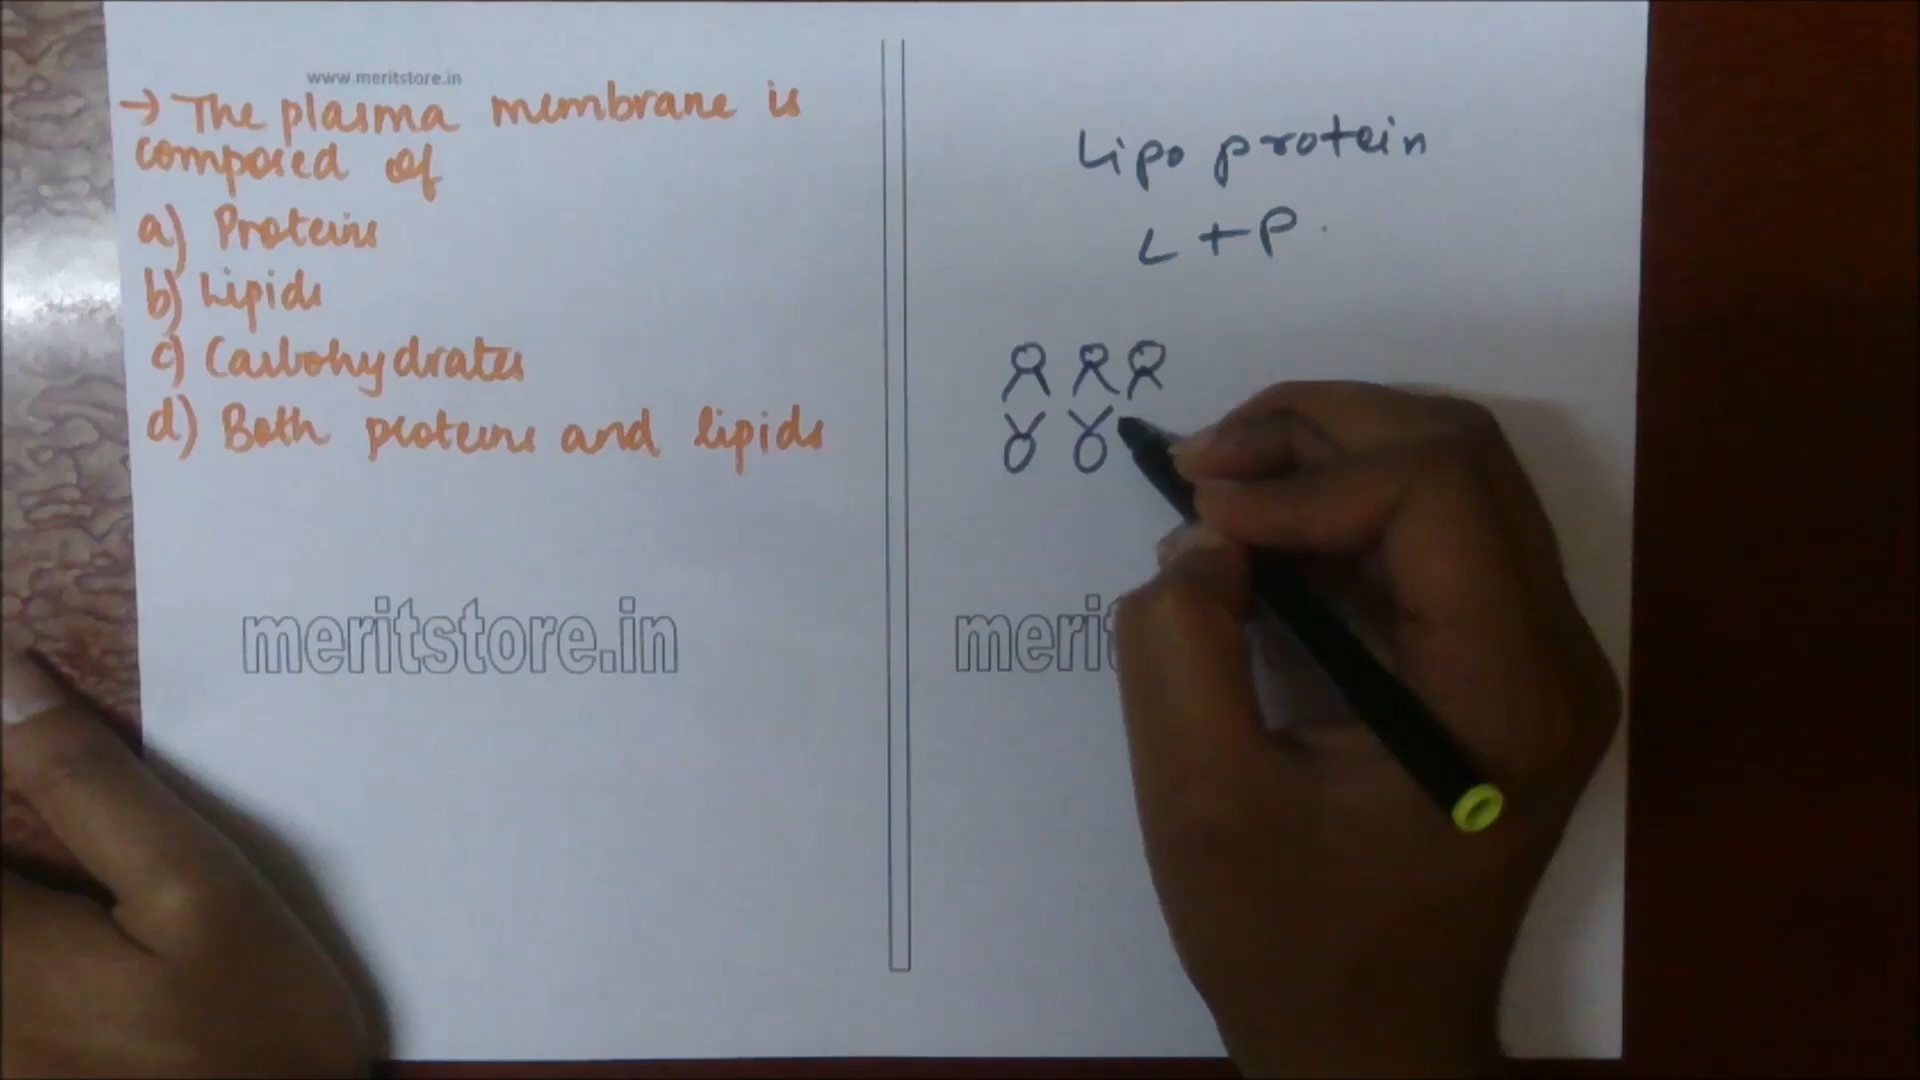 www.meritstore.in
→ The plasma membrane is
composed of
a) Proteins
b) Lipids
c) Carbohydrates
d) Both proteins and lipids
meritstore.in
Lipo protein
L + P.
merit